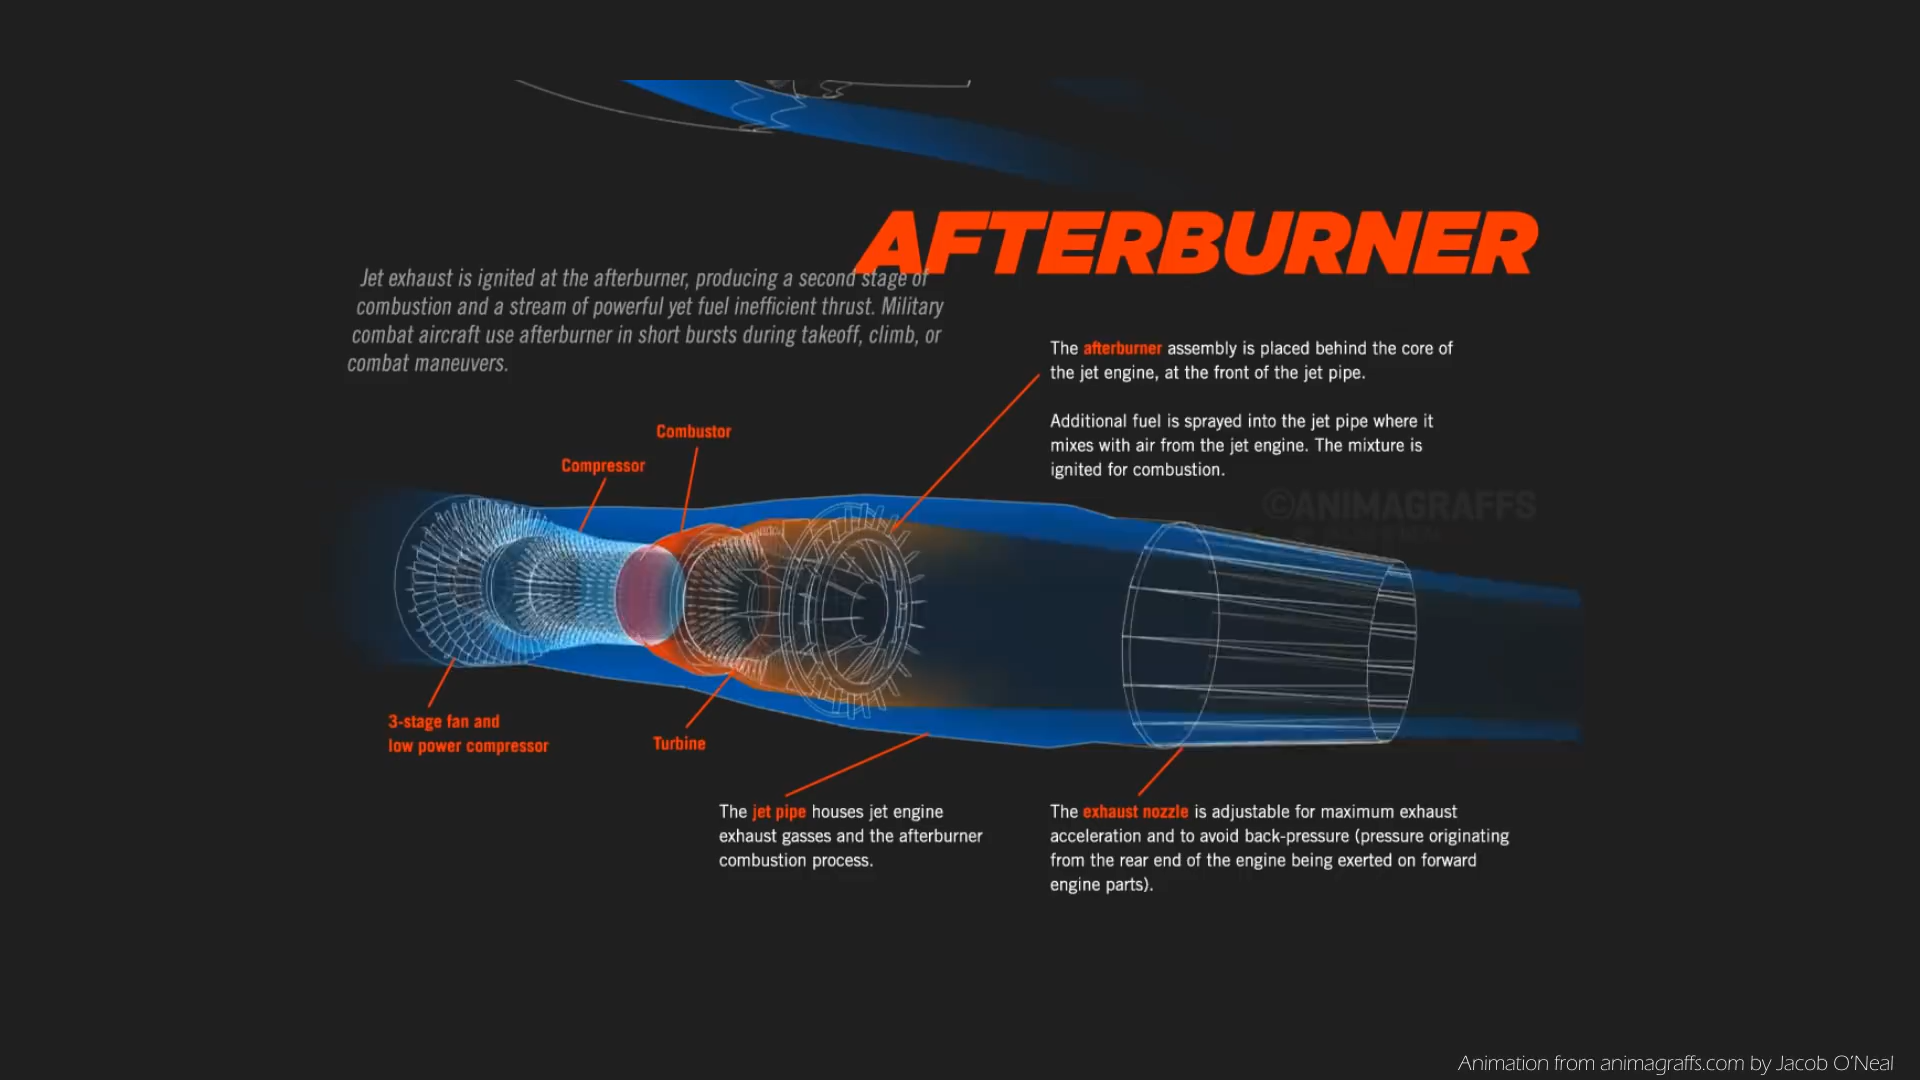 AFTERBURNER
Jet exhaust is ignited at the afterburner, producing a second stage of
combustion and a stream of powerful yet fuel inefficient thrust. Military
combat aircraft use afterburner in short bursts during takeoff, climb, or
combat maneuvers.
The afterburner assembly is placed behind the core of
the jet engine, at the front of the jet pipe.
Additional fuel is sprayed into the jet pipe where it
mixes with air from the jet engine. The mixture is
ignited for combustion.
Combustor
Compressor
©ANIMAGRAFFS
3-stage fan and
low power compressor
Turbine
The jet pipe houses jet engine
exhaust gasses and the afterburner
combustion process.
The exhaust nozzle is adjustable for maximum exhaust
acceleration and to avoid back-pressure (pressure originating
from the rear end of the engine being exerted on forward
engine parts).
Animation from animagraffs.com by Jacob O'Neal